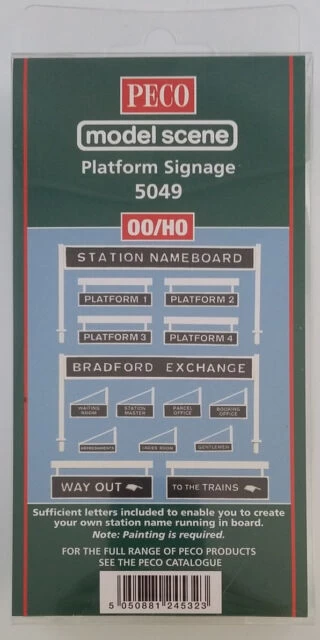 PECO
model scene
Platform Signage
5049
OO/HO
STATION NAMEBOARD
PLATFORM 1 PLATFORM 2
PLATFORM 3 PLATFORM 4
BRADFORD EXCHANGE
WAITING ROOM STATION MASTER PARCEL OFFICE BOOKING OFFICE
REFRESHMENTS LADIES ROOM GENTLEMEN
WAY OUT TO THE TRAINS
Sufficient letters included to enable you to create
your own station name running in board.
Note: Painting is required.
FOR THE FULL RANGE OF PECO PRODUCTS
SEE THE PECO CATALOGUE
5 050881 245323